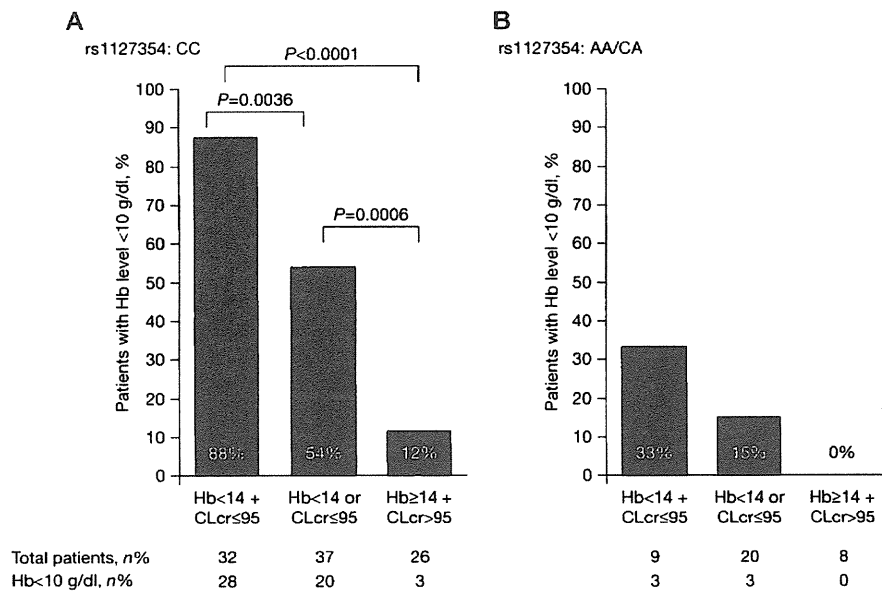 A
rs1127354: CC
P<0.0001
P=0.0036
P=0.0006
Patients with Hb level <10 g/dl, %
100
90
80
70
60
50
40
30
20
10
0
88%
54%
12%
Hb<14 + CLcr≤95
Hb<14 or CLcr≤95
Hb≥14 + CLcr>95
B
rs1127354: AA/CA
Patients with Hb level <10 g/dl, %
100
90
80
70
60
50
40
30
20
10
0
33%
15%
0%
Hb<14 + CLcr≤95
Hb<14 or CLcr≤95
Hb≥14 + CLcr>95
Total patients, n% 32 37 26 9 20 8
Hb<10 g/dl, n% 28 20 3 3 3 0